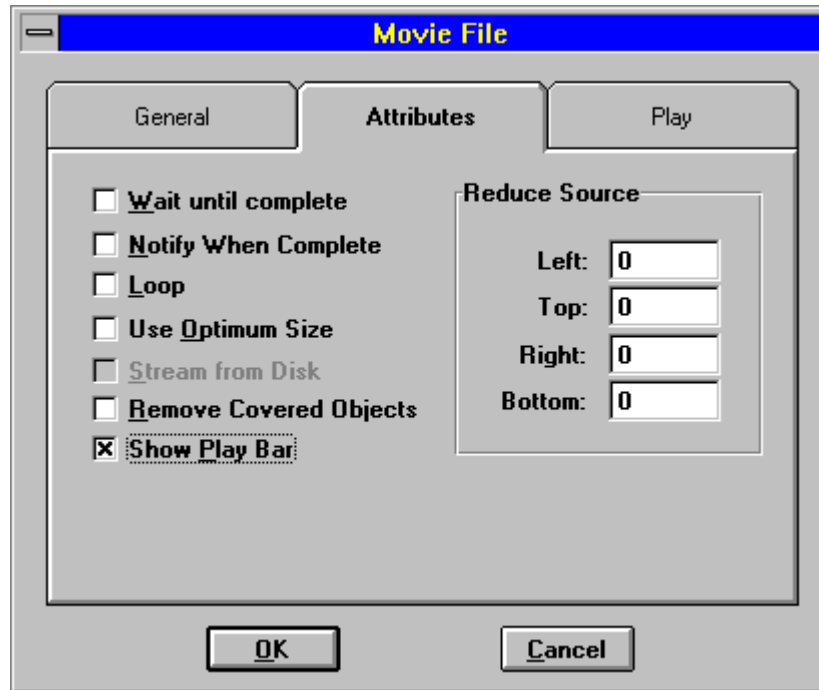 Movie File
General
Attributes
Play
Wait until complete
Notify When Complete
Loop
Use Optimum Size
Stream from Disk
Remove Covered Objects
Show Play Bar
Reduce Source
Left: 0
Top: 0
Right: 0
Bottom: 0
OK
Cancel